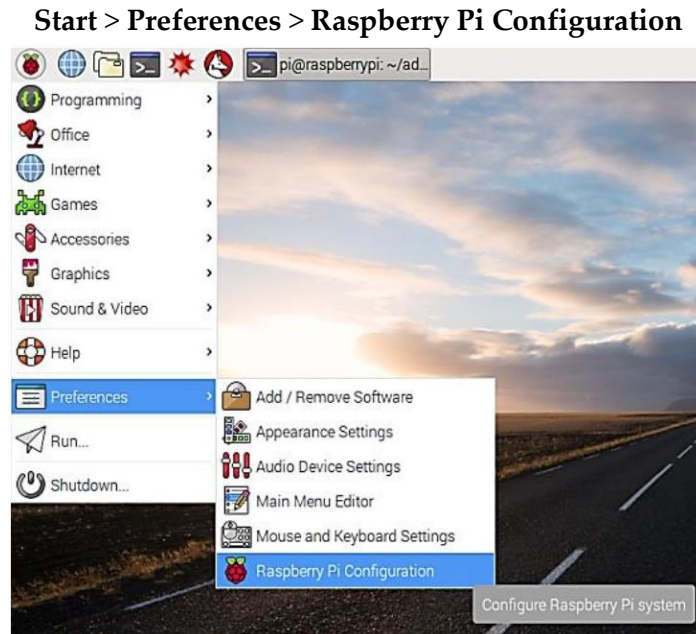 Start > Preferences > Raspberry Pi Configuration
pi@raspberrypi: ~/ad...
Programming
Office
Internet
Games
Accessories
Graphics
Sound & Video
Help
Preferences
Add / Remove Software
Appearance Settings
Run...
Audio Device Settings
Shutdown...
Main Menu Editor
Mouse and Keyboard Settings
Raspberry Pi Configuration
Configure Raspberry Pi system